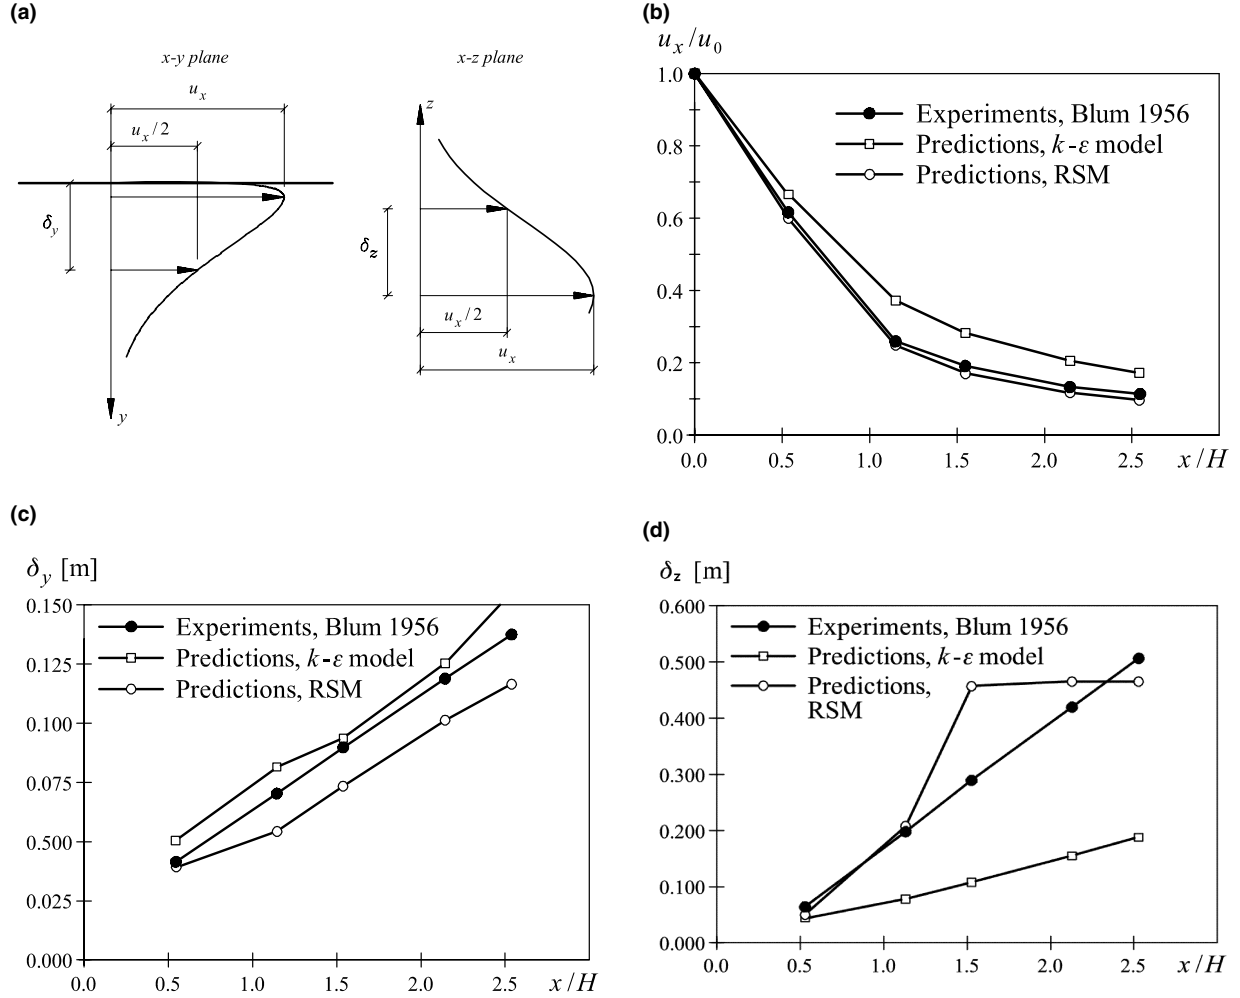 (a)
x-y plane
u_x
u_x/2
δ_y
y
x-z plane
z
δ_z
u_x/2
u_x
(b)
u_x/u_0
1.0
0.8
0.6
0.4
0.2
0.0
0.0 0.5 1.0 1.5 2.0 2.5 x/H
Experiments, Blum 1956
Predictions, k-ε model
Predictions, RSM
(c)
δ_y [m]
0.150
0.125
0.100
0.075
0.500
0.025
0.000
0.0 0.5 1.0 1.5 2.0 2.5 x/H
Experiments, Blum 1956
Predictions, k-ε model
Predictions, RSM
(d)
δ_z [m]
0.600
0.500
0.400
0.300
0.200
0.100
0.000
0.0 0.5 1.0 1.5 2.0 2.5 x/H
Experiments, Blum 1956
Predictions, k-ε model
Predictions,
RSM